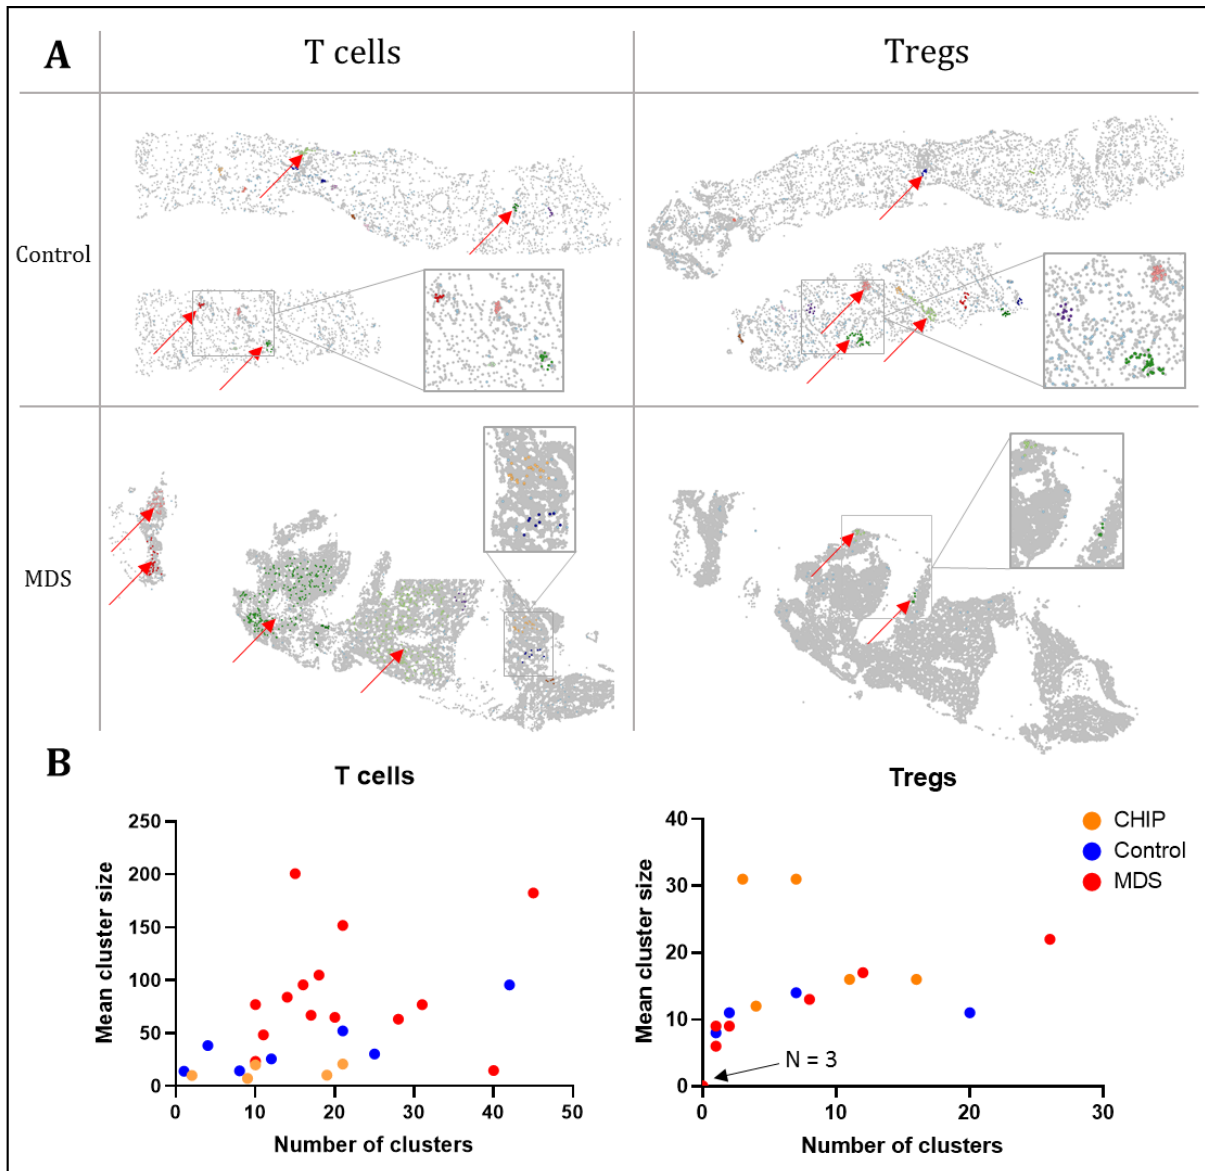 A
T cells
Tregs
Control
MDS
B
T cells
Mean cluster size
250
200
150
100
50
0
0 10 20 30 40 50
Number of clusters
Tregs
Mean cluster size
40
30
20
10
0
N = 3
0 10 20 30
Number of clusters
CHIP
Control
MDS